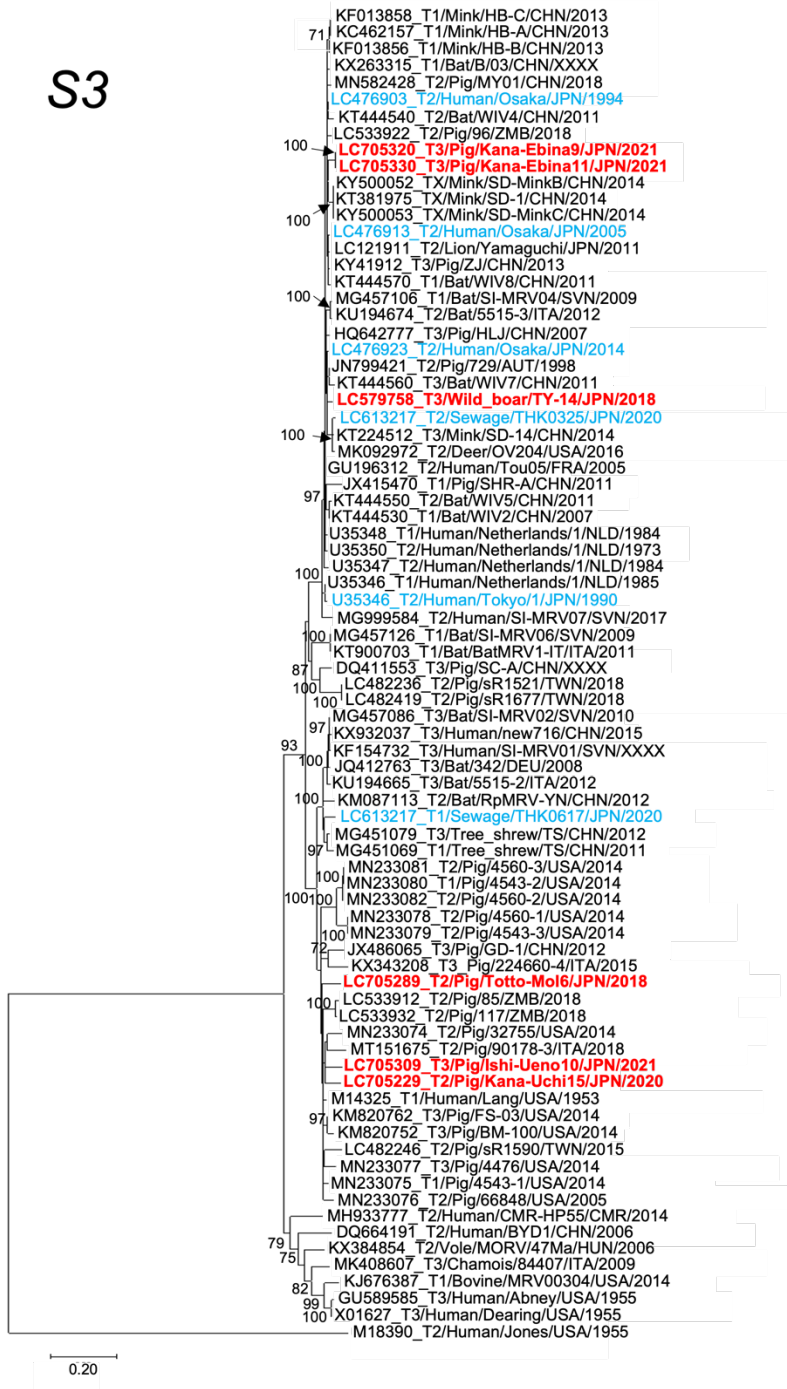 S3
71
KF013858_T1/Mink/HB-C/CHN/2013
KC462157_T1/Mink/HB-A/CHN/2013
KF013856_T1/Mink/HB-B/CHN/2013
KX263315_T1/Bat/B/03/CHN/XXXX
MN582428_T2/Pig/MY01/CHN/2018
LC476903_T2/Human/Osaka/JPN/1994
KT444540_T2/Bat/WIV4/CHN/2011
LC533922_T2/Pig/96/ZMB/2018
100
LC705320_T3/Pig/Kana-Ebina9/JPN/2021
LC705330_T3/Pig/Kana-Ebina11/JPN/2021
KY500052_TX/Mink/SD-MinkB/CHN/2014
KT381975_TX/Mink/SD-1/CHN/2014
100
KY500053_TX/Mink/SD-MinkC/CHN/2014
LC476913_T2/Human/Osaka/JPN/2005
LC121911_T2/Lion/Yamaguchi/JPN/2011
KY41912_T3/Pig/ZJ/CHN/2013
KT444570_T1/Bat/WIV8/CHN/2011
100
MG457106_T1/Bat/SI-MRV04/SVN/2009
KU194674_T2/Bat/5515-3/ITA/2012
HQ642777_T3/Pig/HLJ/CHN/2007
LC476923_T2/Human/Osaka/JPN/2014
JN799421_T2/Pig/729/AUT/1998
KT444560_T3/Bat/WIV7/CHN/2011
LC579758_T3/Wild_boar/TY-14/JPN/2018
LC613217_T2/Sewage/THK0325/JPN/2020
100
KT224512_T3/Mink/SD-14/CHN/2014
MK092972_T2/Deer/OV204/USA/2016
GU196312_T2/Human/Tou05/FRA/2005
JX415470_T1/Pig/SHR-A/CHN/2011
97
KT444550_T2/Bat/WIV5/CHN/2011
KT444530_T1/Bat/WIV2/CHN/2007
U35348_T1/Human/Netherlands/1/NLD/1984
U35350_T2/Human/Netherlands/1/NLD/1973
U35347_T2/Human/Netherlands/1/NLD/1984
100
U35346_T1/Human/Netherlands/1/NLD/1985
U35346_T2/Human/Tokyo/1/JPN/1990
MG999584_T2/Human/SI-MRV07/SVN/2017
100
MG457126_T1/Bat/SI-MRV06/SVN/2009
KT900703_T1/Bat/BatMRV1-IT/ITA/2011
87
DQ411553_T3/Pig/SC-A/CHN/XXXX
100
LC482236_T2/Pig/sR1521/TWN/2018
100
LC482419_T2/Pig/sR1677/TWN/2018
MG457086_T3/Bat/SI-MRV02/SVN/2010
97
KX932037_T3/Human/new716/CHN/2015
93
KF154732_T3/Human/SI-MRV01/SVN/XXXX
100
JQ412763_T3/Bat/342/DEU/2008
KU194665_T3/Bat/5515-2/ITA/2012
100
KM087113_T2/Bat/RpMRV-YN/CHN/2012
LC613217_T1/Sewage/THK0617/JPN/2020
MG451079_T3/Tree_shrew/TS/CHN/2012
97
MG451069_T1/Tree_shrew/TS/CHN/2011
MN233081_T2/Pig/4560-3/USA/2014
100
MN233080_T1/Pig/4543-2/USA/2014
100
100
MN233082_T2/Pig/4560-2/USA/2014
MN233078_T2/Pig/4560-1/USA/2014
100
MN233079_T2/Pig/4543-3/USA/2014
72
JX486065_T3/Pig/GD-1/CHN/2012
KX343208_T3_Pig/224660-4/ITA/2015
LC705289_T2/Pig/Totto-Mol6/JPN/2018
100
LC533912_T2/Pig/85/ZMB/2018
LC533932_T2/Pig/117/ZMB/2018
MN233074_T2/Pig/32755/USA/2014
MT151675_T2/Pig/90178-3/ITA/2018
LC705309_T3/Pig/Ishi-Ueno10/JPN/2021
LC705229_T2/Pig/Kana-Uchi15/JPN/2020
M14325_T1/Human/Lang/USA/1953
97
KM820762_T3/Pig/FS-03/USA/2014
KM820752_T3/Pig/BM-100/USA/2014
LC482246_T2/Pig/sR1590/TWN/2015
MN233077_T3/Pig/4476/USA/2014
MN233075_T1/Pig/4543-1/USA/2014
MN233076_T2/Pig/66848/USA/2005
MH933777_T2/Human/CMR-HP55/CMR/2014
DQ664191_T2/Human/BYD1/CHN/2006
79
KX384854_T2/Vole/MORV/47Ma/HUN/2006
75
MK408607_T3/Chamois/84407/ITA/2009
82
KJ676387_T1/Bovine/MRV00304/USA/2014
99
GU589585_T3/Human/Abney/USA/1955
100
X01627_T3/Human/Dearing/USA/1955
M18390_T2/Human/Jones/USA/1955
0.20